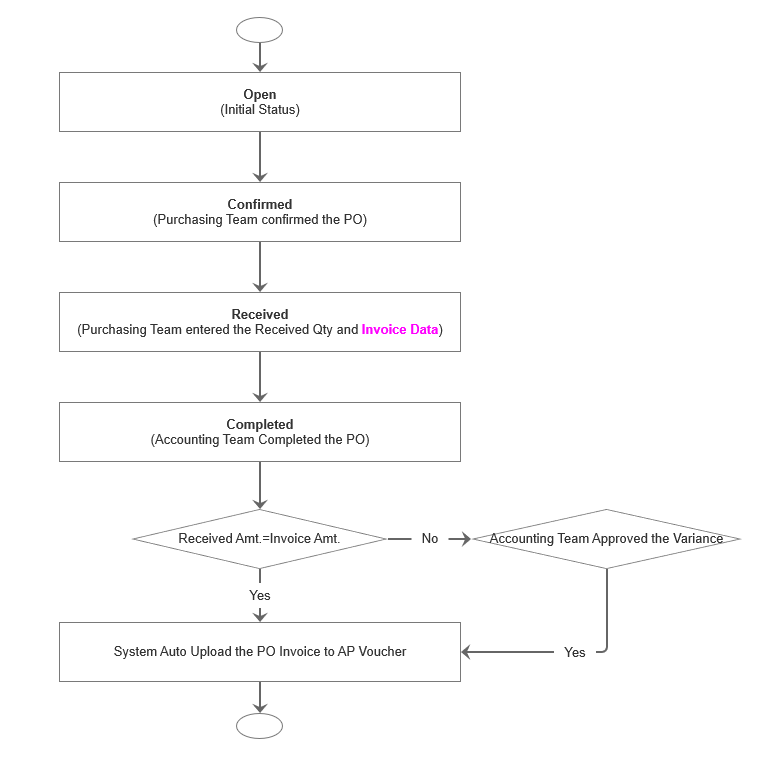 Open
(Initial Status)
Confirmed
(Purchasing Team confirmed the PO)
Received
(Purchasing Team entered the Received Qty and Invoice Data)
Completed
(Accounting Team Completed the PO)
Received Amt.=Invoice Amt.
No
Accounting Team Approved the Variance
Yes
System Auto Upload the PO Invoice to AP Voucher
Yes